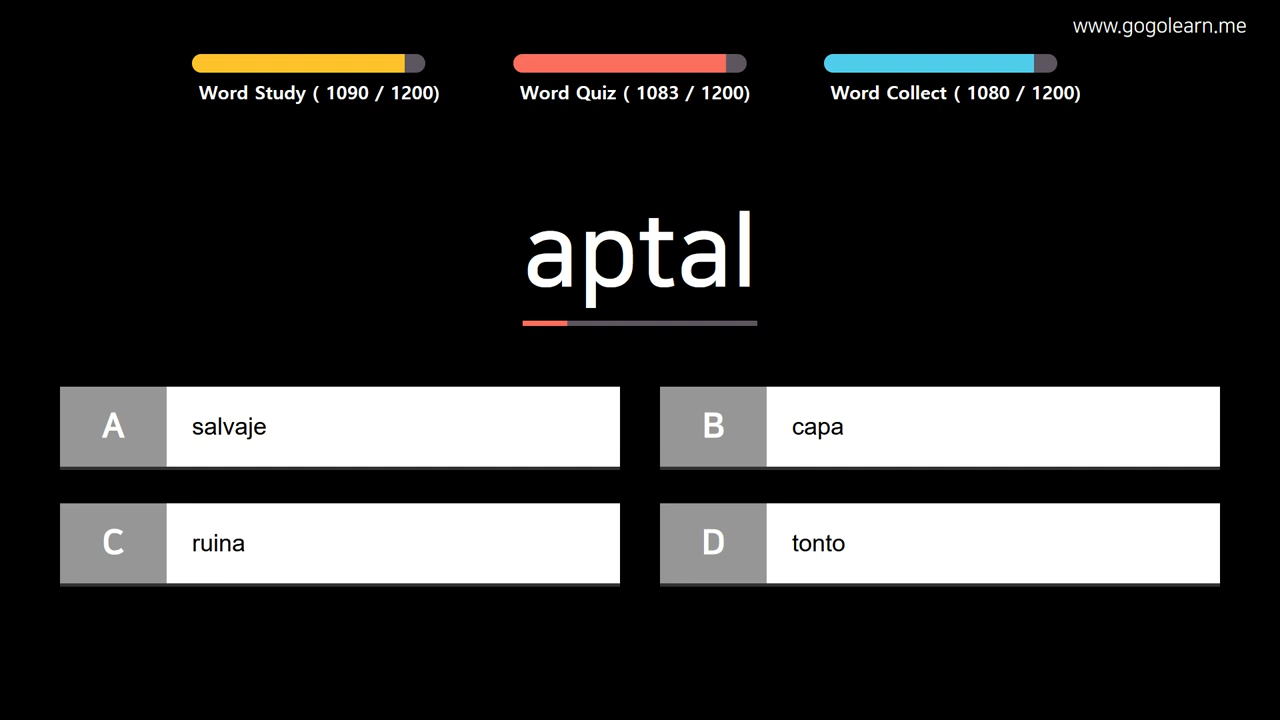 www.gogolearn.me
Word Study ( 1090 / 1200)
Word Quiz ( 1083 / 1200)
Word Collect ( 1080 / 1200)
aptal
A salvaje
B capa
C ruina
D tonto